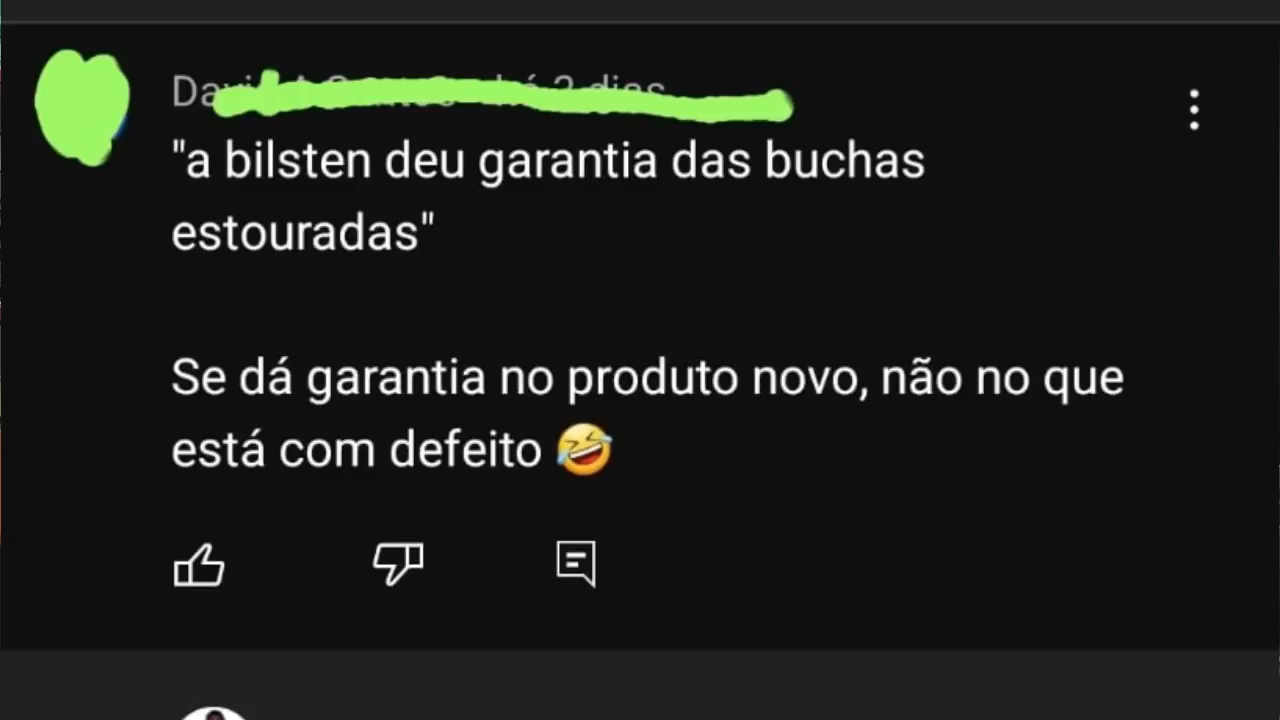 "a bilsten deu garantia das buchas
estouradas"
Se dá garantia no produto novo, não no que
está com defeito 🤣